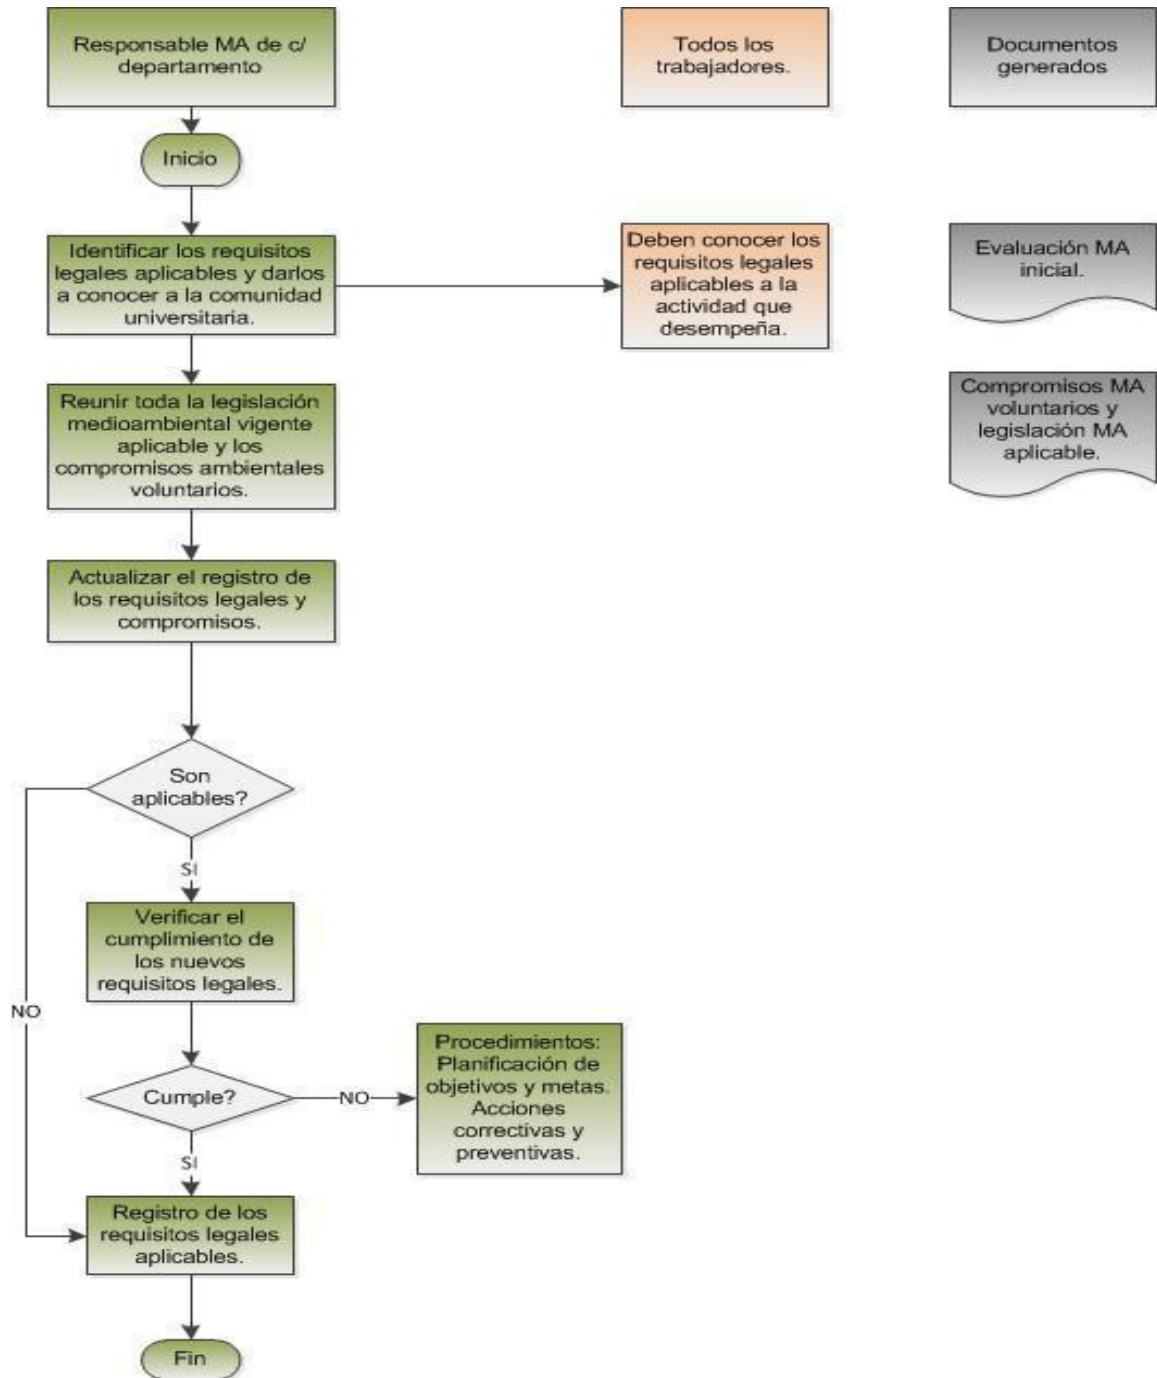 Responsable MA de c/
departamento
Todos los
trabajadores.
Documentos
generados
Inicio
Identificar los requisitos
legales aplicables y darlos
a conocer a la comunidad
universitaria.
Deben conocer los
requisitos legales
aplicables a la
actividad que
desempeña.
Evaluación MA
inicial.
Reunir toda la legislación
medioambiental vigente
aplicable y los
compromisos ambientales
voluntarios.
Compromisos MA
voluntarios y
legislación MA
aplicable.
Actualizar el registro de
los requisitos legales y
compromisos.
Son
aplicables?
SI
Verificar el
cumplimiento de
los nuevos
requisitos legales.
NO
Cumple?
NO
Procedimientos:
Planificación de
objetivos y metas.
Acciones
correctivas y
preventivas.
SI
Registro de los
requisitos legales
aplicables.
Fin